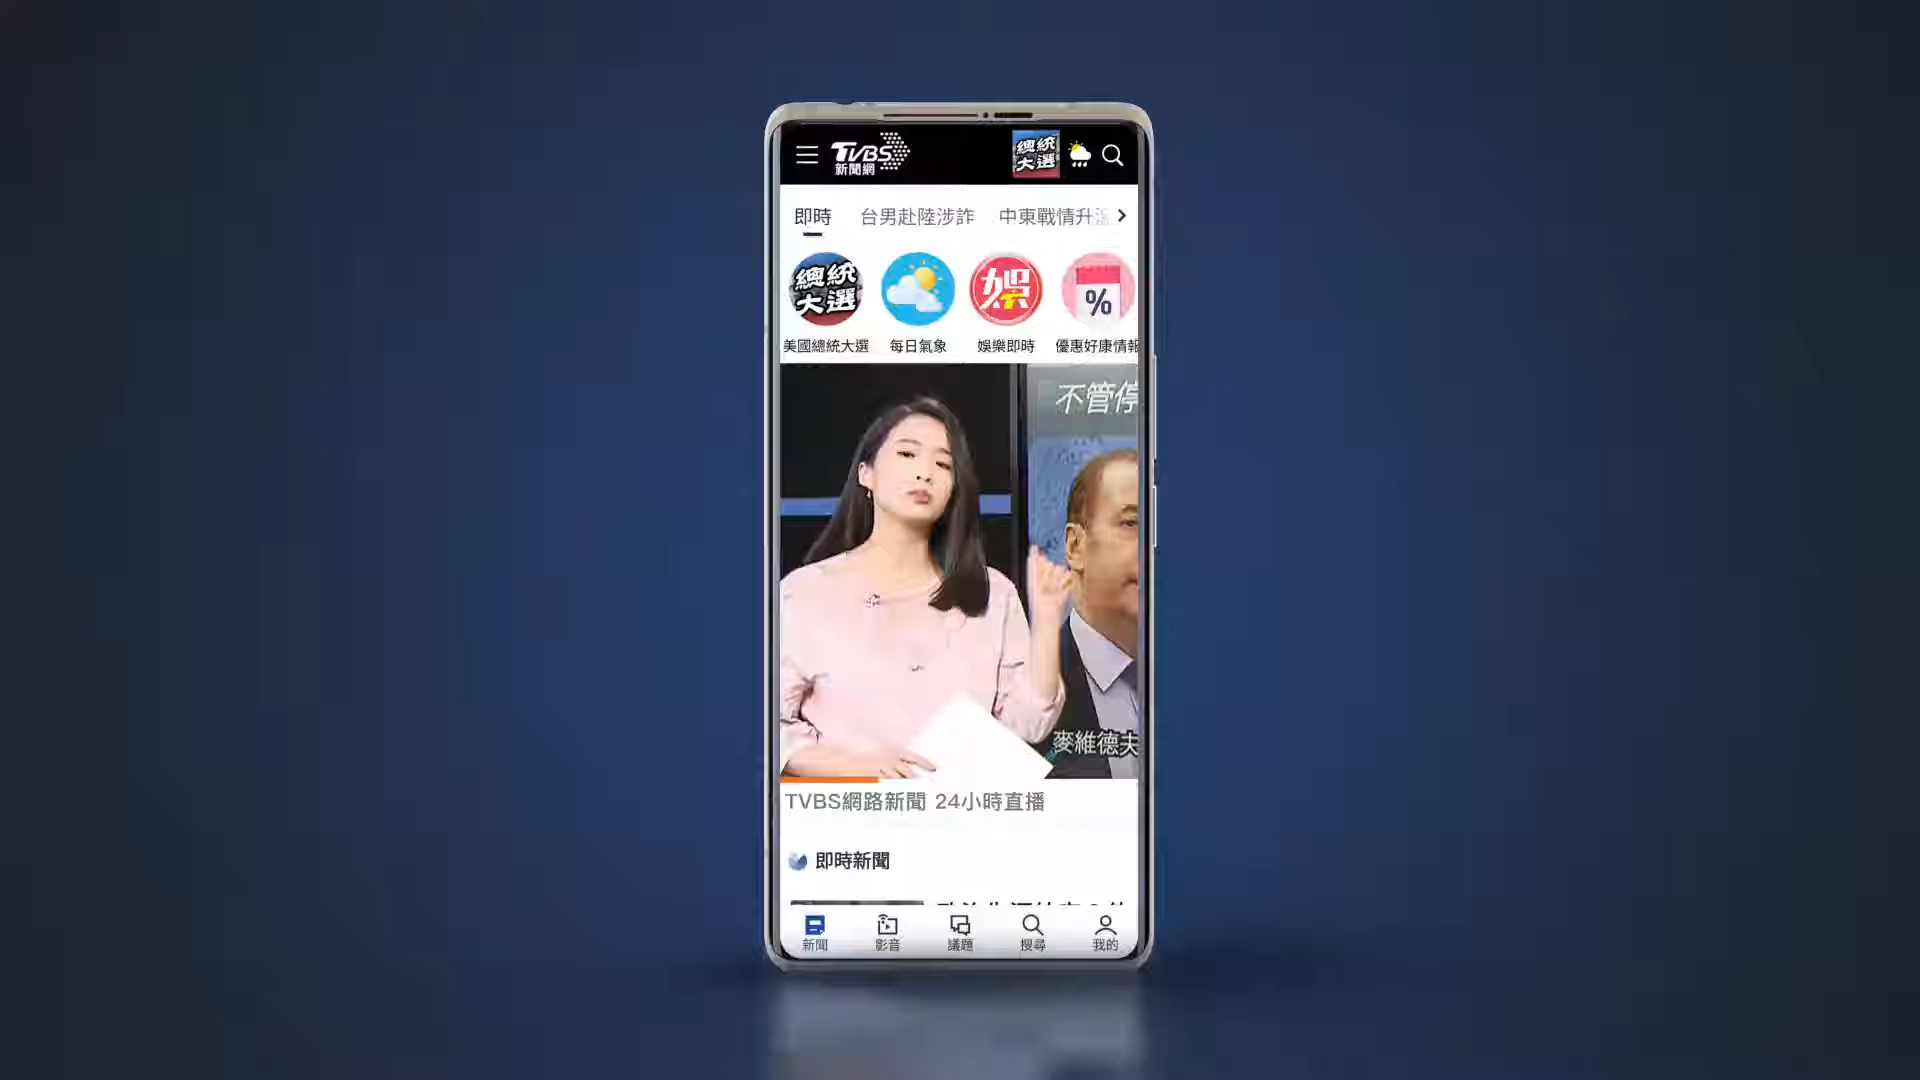 TVBS
新聞網
總統
大選
即時 台男赴陸涉詐 中東戰情升溫
總統
大選
娛
%
美國總統大選 每日氣象 娛樂即時 優惠好康情報
不管停
麥維德夫
TVBS網路新聞 24小時直播
即時新聞
新聞 影音 議題 搜尋 我的